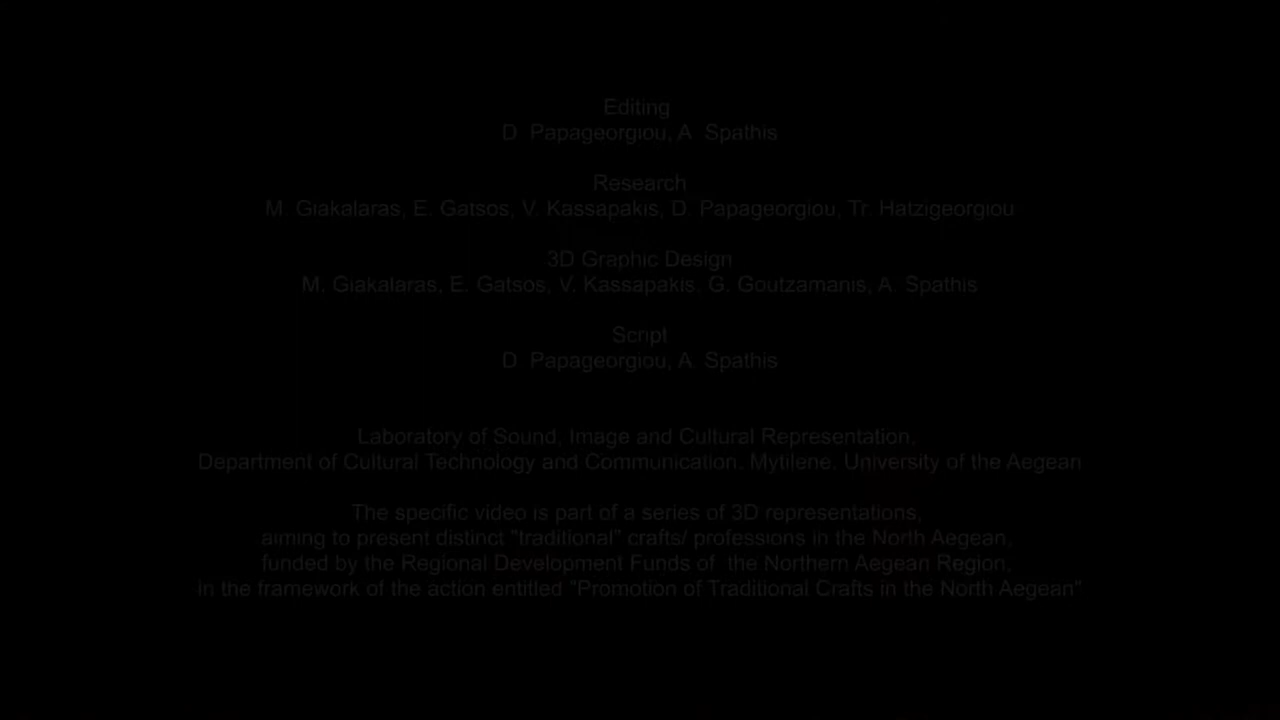 Editing
D. Papageorgiou, A. Spathis
Research
M. Giakalaras, E. Gatsos, V. Kassapakis, D. Papageorgiou, Tr. Hatzigeorgiou
3D Graphic Design
M. Giakalaras, E. Gatsos, V. Kassapakis, G. Goutzamanis, A. Spathis
Script
D. Papageorgiou, A. Spathis
Laboratory of Sound, Image and Cultural Representation,
Department of Cultural Technology and Communication, Mytilene, University of the Aegean
The specific video is part of a series of 3D representations,
aiming to present distinct "traditional" crafts/ professions in the North Aegean,
funded by the Regional Development Funds of the Northern Aegean Region,
in the framework of the action entitled "Promotion of Traditional Crafts in the North Aegean"